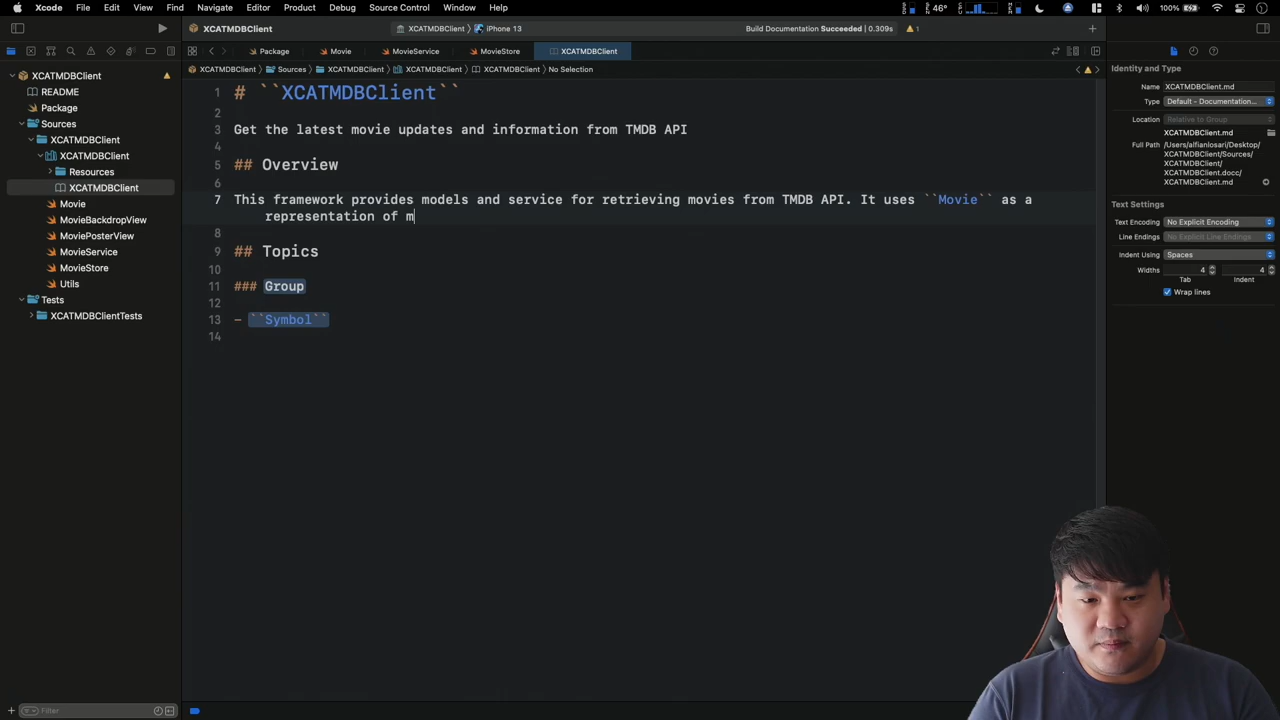 Xcode File Edit View Find Navigate Editor Product Debug Source Control Window Help 46° 100%
XCATMDBClient XCATMDBClient 〉 iPhone 13 Build Documentation Succeeded | 0.309s 1
Package Movie MovieService MovieStore XCATMDBClient
XCATMDBClient 〉 Sources 〉 XCATMDBClient 〉 XCATMDBClient 〉 XCATMDBClient 〉 No Selection
XCATMDBClient
README
Package
Sources
XCATMDBClient
XCATMDBClient
Resources
XCATMDBClient
Movie
MovieBackdropView
MoviePosterView
MovieService
MovieStore
Utils
Tests
XCATMDBClientTests
Filter
1 # ``XCATMDBClient``
2
3 Get the latest movie updates and information from TMDB API
4
5 ## Overview
6
7 This framework provides models and service for retrieving movies from TMDB API. It uses ``Movie`` as a
representation of m
8
9 ## Topics
10
11 ### Group
12
13 - ``Symbol``
14
Identity and Type
Name XCATMDBClient.md
Type Default - Documentation...
Location Relative to Group
XCATMDBClient.md
Full Path /Users/alfianlosari/Desktop/
XCATMDBClient/Sources/
XCATMDBClient/
XCATMDBClient.docc/
XCATMDBClient.md
Text Settings
Text Encoding No Explicit Encoding
Line Endings No Explicit Line Endings
Indent Using Spaces
Widths 4 4
Tab Indent
Wrap lines